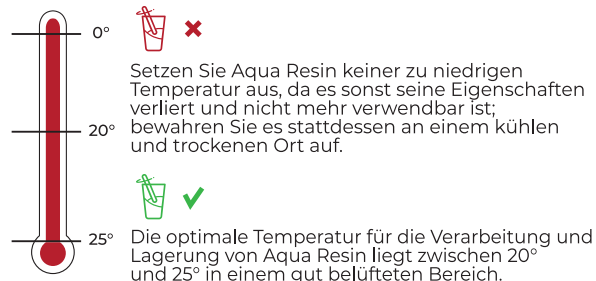 0°
Setzen Sie Aqua Resin keiner zu niedrigen
Temperatur aus, da es sonst seine Eigenschaften
verliert und nicht mehr verwendbar ist;
20°
bewahren Sie es stattdessen an einem kühlen
und trockenen Ort auf.
25°
Die optimale Temperatur für die Verarbeitung und
Lagerung von Aqua Resin liegt zwischen 20°
und 25° in einem gut belüfteten Bereich.